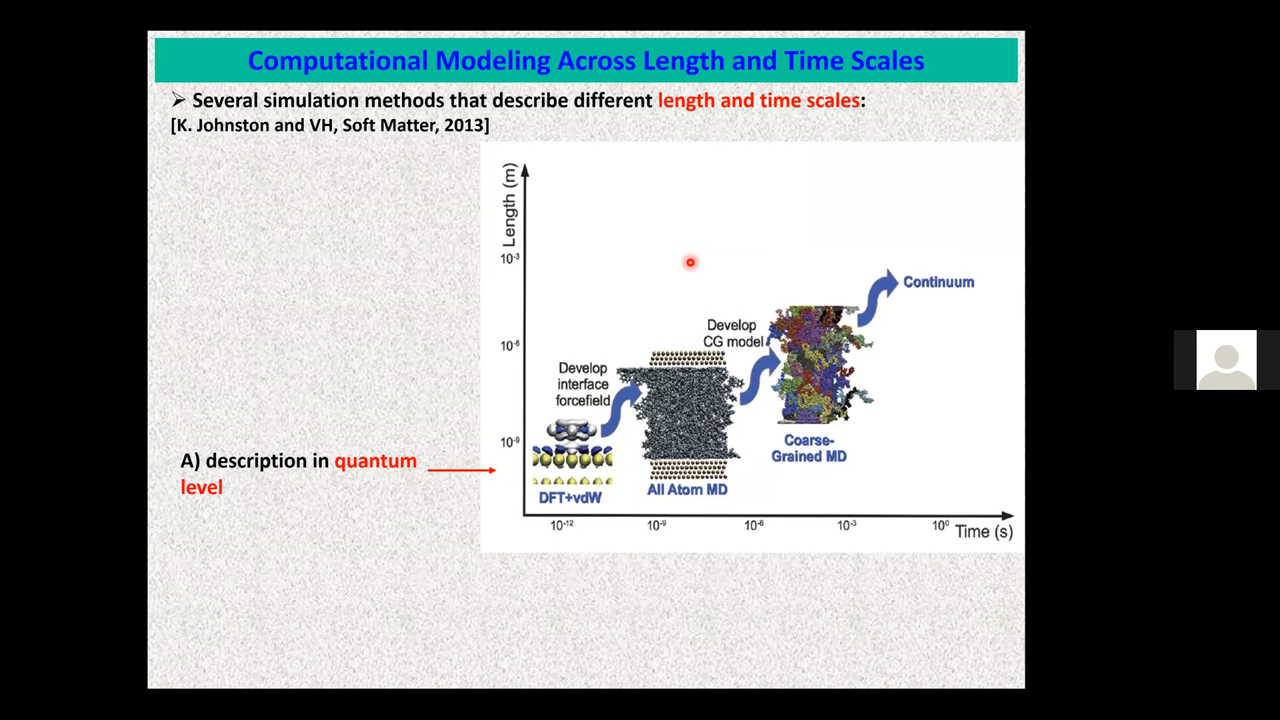 Computational Modeling Across Length and Time Scales
➢ Several simulation methods that describe different length and time scales:
[K. Johnston and VH, Soft Matter, 2013]
Length (m)
10⁻³
Continuum
Develop
CG model
10⁻⁶
Develop
interface
forcefield
10⁻⁹
Coarse-
Grained MD
A) description in quantum
level
All Atom MD
DFT+vdW
10⁻¹² 10⁻⁹ 10⁻⁶ 10⁻³ 10⁰ Time (s)